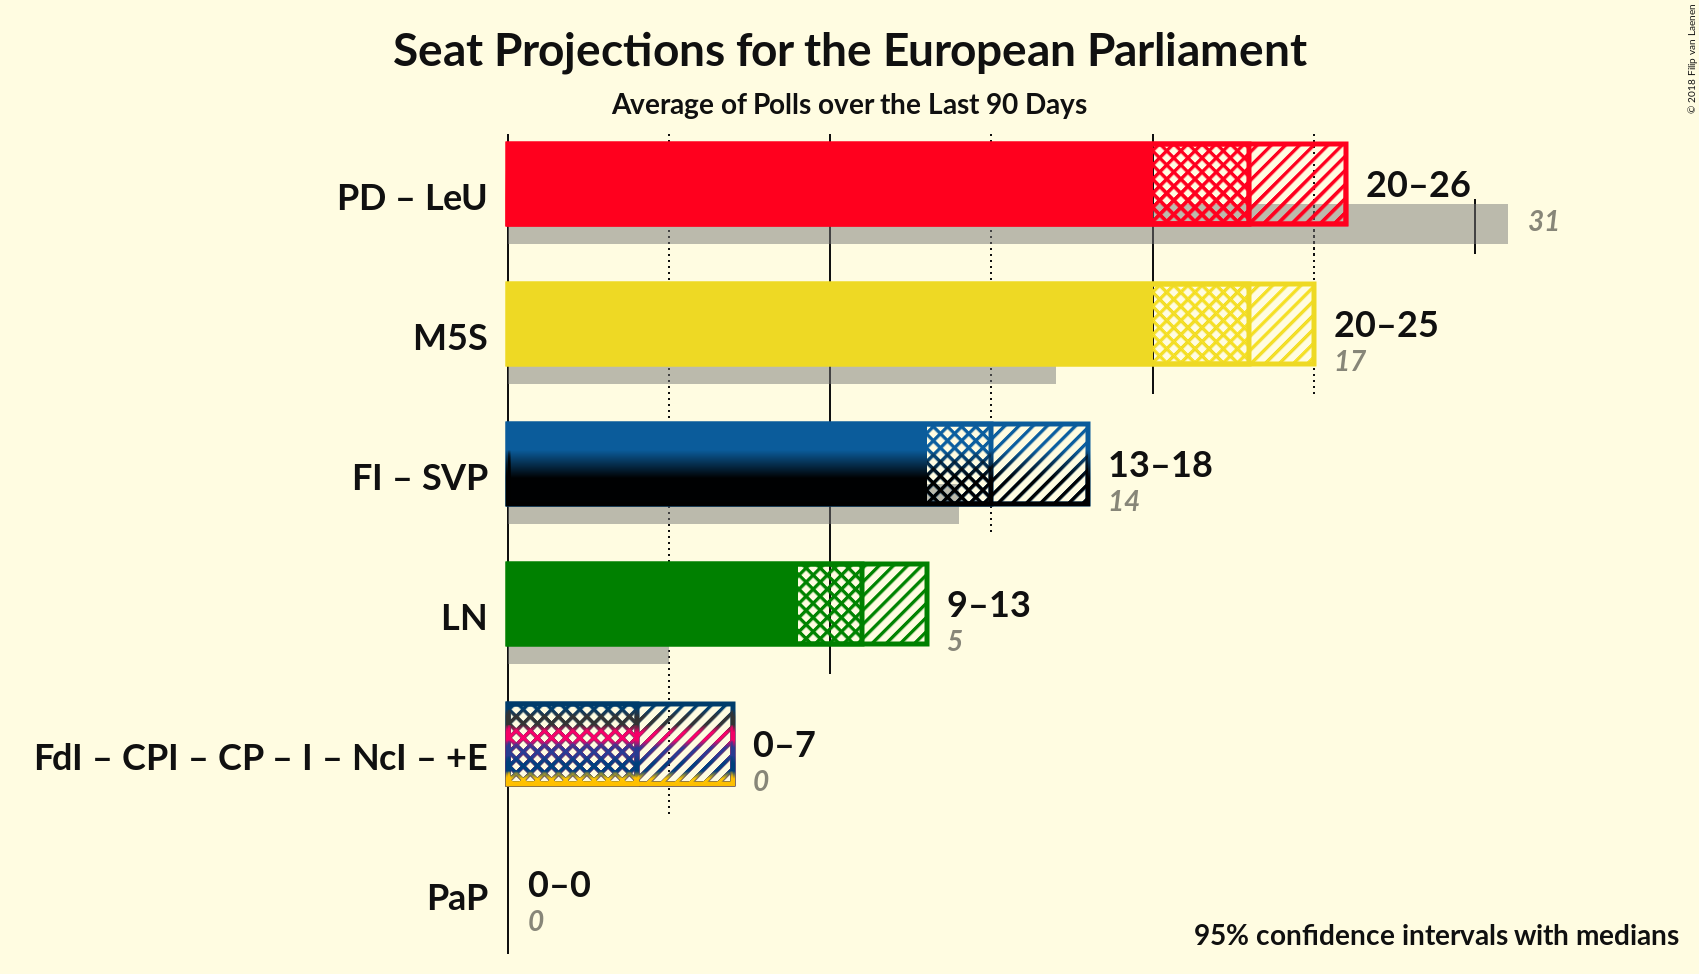 Seat Projections for the European Parliament
Average of Polls over the Last 90 Days
© 2018 Filip van Laenen
PD – LeU
20–26
31
M5S
20–25
17
FI – SVP
13–18
14
LN
9–13
5
FdI – CPI – CP – I – NcI – +E
0–7
0
PaP
0–0
0
95% confidence intervals with medians